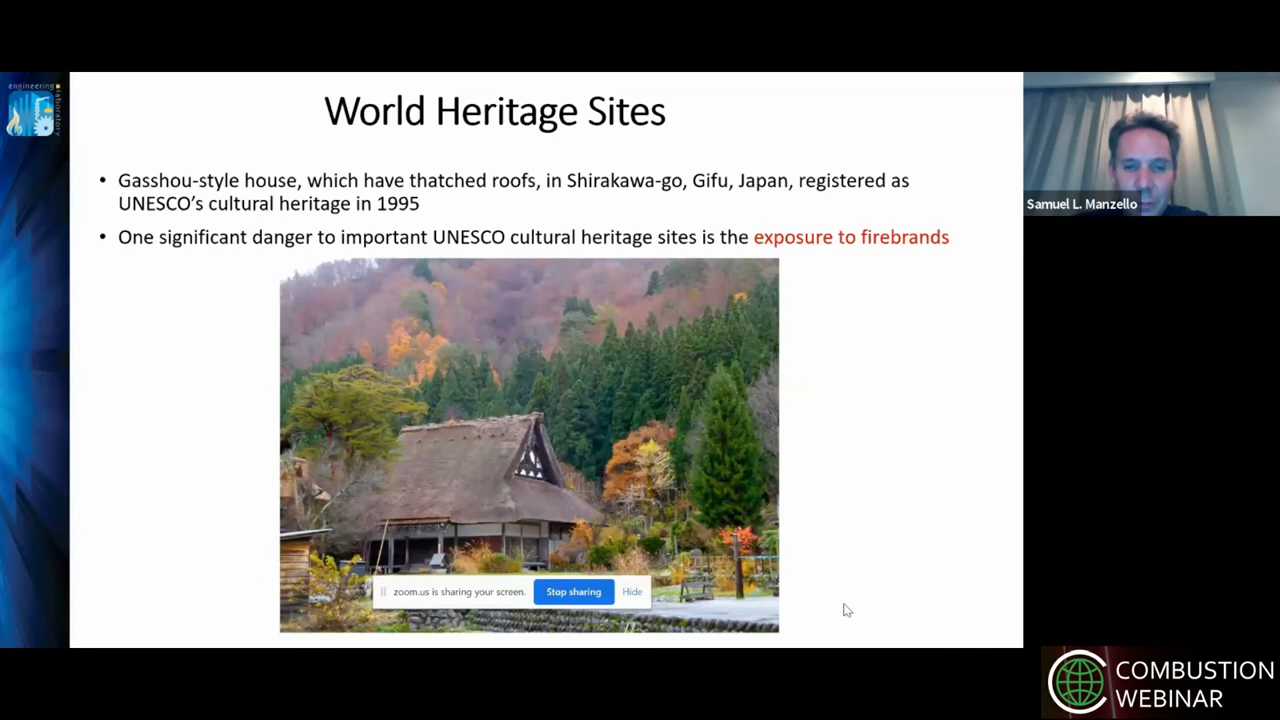 engineering
laboratory
World Heritage Sites
• Gasshou-style house, which have thatched roofs, in Shirakawa-go, Gifu, Japan, registered as
UNESCO’s cultural heritage in 1995
• One significant danger to important UNESCO cultural heritage sites is the exposure to firebrands
Samuel L. Manzello
zoom.us is sharing your screen. Stop sharing Hide
COMBUSTION
WEBINAR